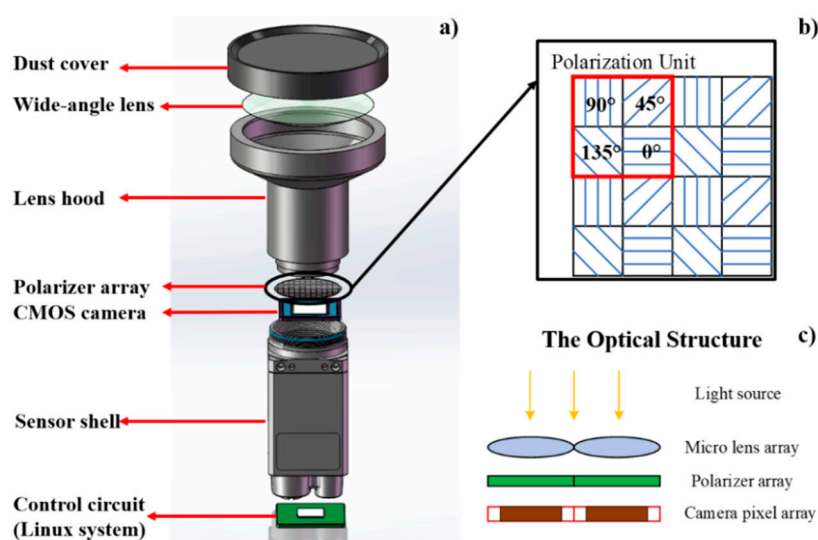 a)
Dust cover
Wide-angle lens
Lens hood
Polarizer array
CMOS camera
Sensor shell
Control circuit
(Linux system)
b)
Polarization Unit
90° 45°
135° 0°
The Optical Structure
c)
Light source
Micro lens array
Polarizer array
Camera pixel array